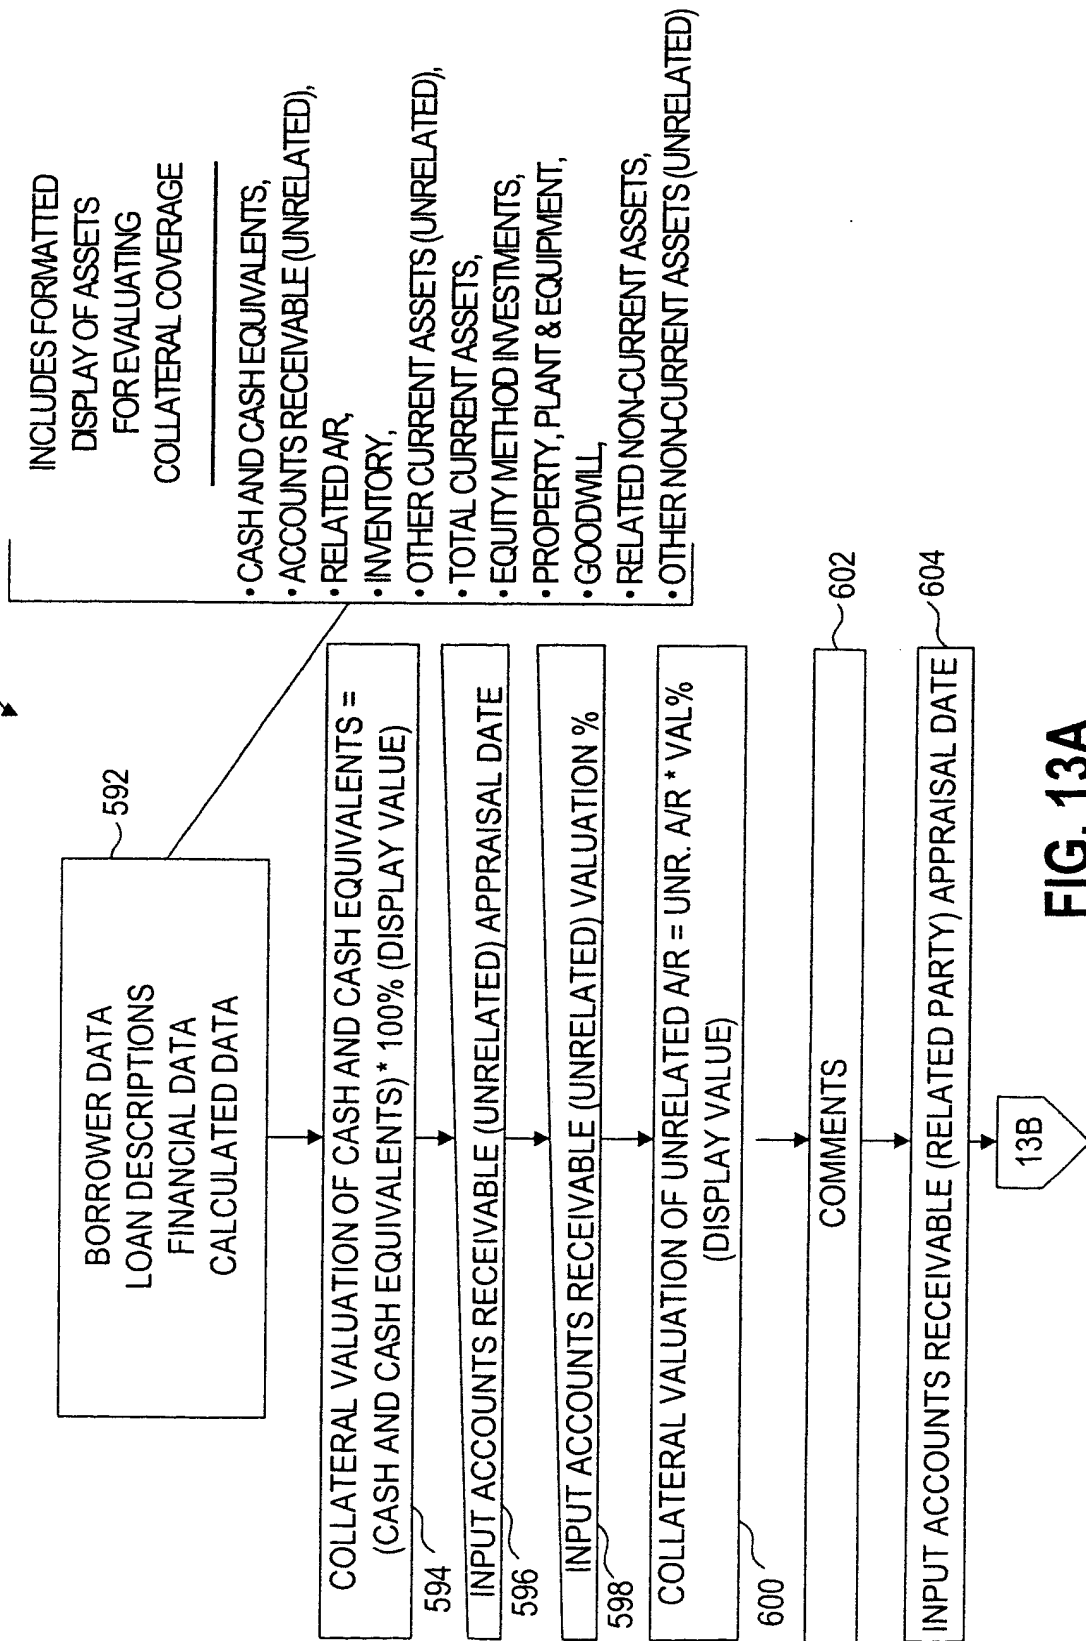 INCLUDES FORMATTED
DISPLAY OF ASSETS
FOR EVALUATING
COLLATERAL COVERAGE
• CASH AND CASH EQUIVALENTS,
• ACCOUNTS RECEIVABLE (UNRELATED),
• RELATED A/R,
• INVENTORY,
• OTHER CURRENT ASSETS (UNRELATED),
• TOTAL CURRENT ASSETS,
• EQUITY METHOD INVESTMENTS,
• PROPERTY, PLANT & EQUIPMENT,
• GOODWILL,
• RELATED NON-CURRENT ASSETS,
• OTHER NON-CURRENT ASSETS (UNRELATED)
592
BORROWER DATA
LOAN DESCRIPTIONS
FINANCIAL DATA
CALCULATED DATA
COLLATERAL VALUATION OF CASH AND CASH EQUIVALENTS =
(CASH AND CASH EQUIVALENTS) * 100% (DISPLAY VALUE)
594
INPUT ACCOUNTS RECEIVABLE (UNRELATED) APPRAISAL DATE
596
INPUT ACCOUNTS RECEIVABLE (UNRELATED) VALUATION %
598
COLLATERAL VALUATION OF UNRELATED A/R = UNR. A/R * VAL%
(DISPLAY VALUE)
600
COMMENTS
602
INPUT ACCOUNTS RECEIVABLE (RELATED PARTY) APPRAISAL DATE
604
13B
FIG. 13A